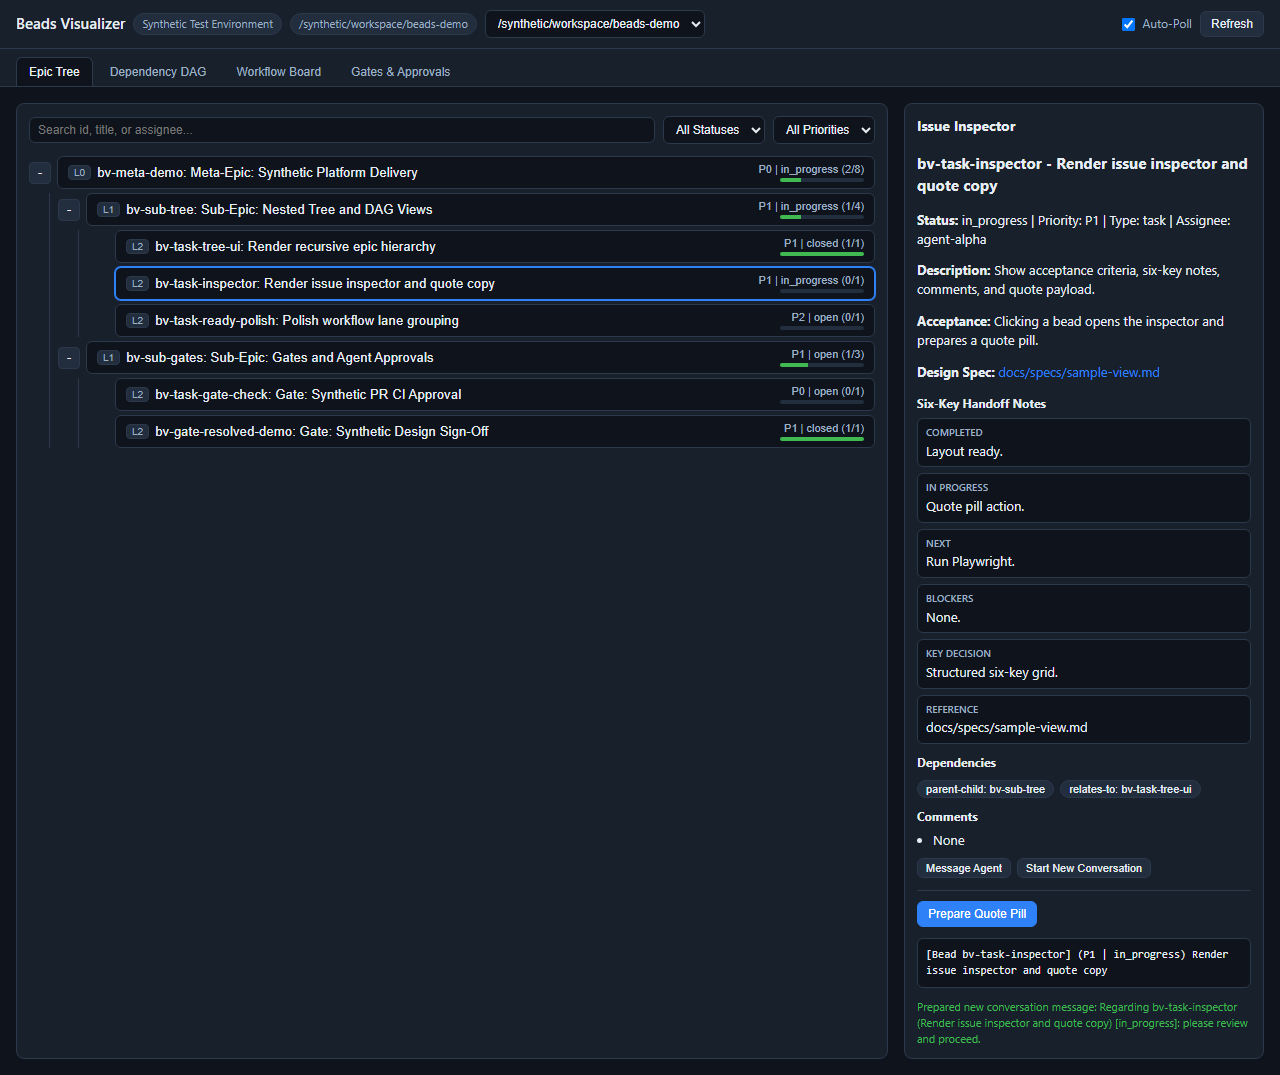 Beads Visualizer Synthetic Test Environment /synthetic/workspace/beads-demo /synthetic/workspace/beads-demo Auto-Poll Refresh
Epic Tree Dependency DAG Workflow Board Gates & Approvals
Search id, title, or assignee... All Statuses All Priorities
- L0 bv-meta-demo: Meta-Epic: Synthetic Platform Delivery P0 | in_progress (2/8)
- L1 bv-sub-tree: Sub-Epic: Nested Tree and DAG Views P1 | in_progress (1/4)
L2 bv-task-tree-ui: Render recursive epic hierarchy P1 | closed (1/1)
L2 bv-task-inspector: Render issue inspector and quote copy P1 | in_progress (0/1)
L2 bv-task-ready-polish: Polish workflow lane grouping P2 | open (0/1)
- L1 bv-sub-gates: Sub-Epic: Gates and Agent Approvals P1 | open (1/3)
L2 bv-task-gate-check: Gate: Synthetic PR CI Approval P0 | open (0/1)
L2 bv-gate-resolved-demo: Gate: Synthetic Design Sign-Off P1 | closed (1/1)
Issue Inspector
bv-task-inspector - Render issue inspector and
quote copy
Status: in_progress | Priority: P1 | Type: task | Assignee:
agent-alpha
Description: Show acceptance criteria, six-key notes,
comments, and quote payload.
Acceptance: Clicking a bead opens the inspector and
prepares a quote pill.
Design Spec: docs/specs/sample-view.md
Six-Key Handoff Notes
COMPLETED
Layout ready.
IN PROGRESS
Quote pill action.
NEXT
Run Playwright.
BLOCKERS
None.
KEY DECISION
Structured six-key grid.
REFERENCE
docs/specs/sample-view.md
Dependencies
parent-child: bv-sub-tree relates-to: bv-task-tree-ui
Comments
• None
Message Agent Start New Conversation
Prepare Quote Pill
[Bead bv-task-inspector] (P1 | in_progress) Render
issue inspector and quote copy
Prepared new conversation message: Regarding bv-task-inspector
(Render issue inspector and quote copy) [in_progress]: please review
and proceed.